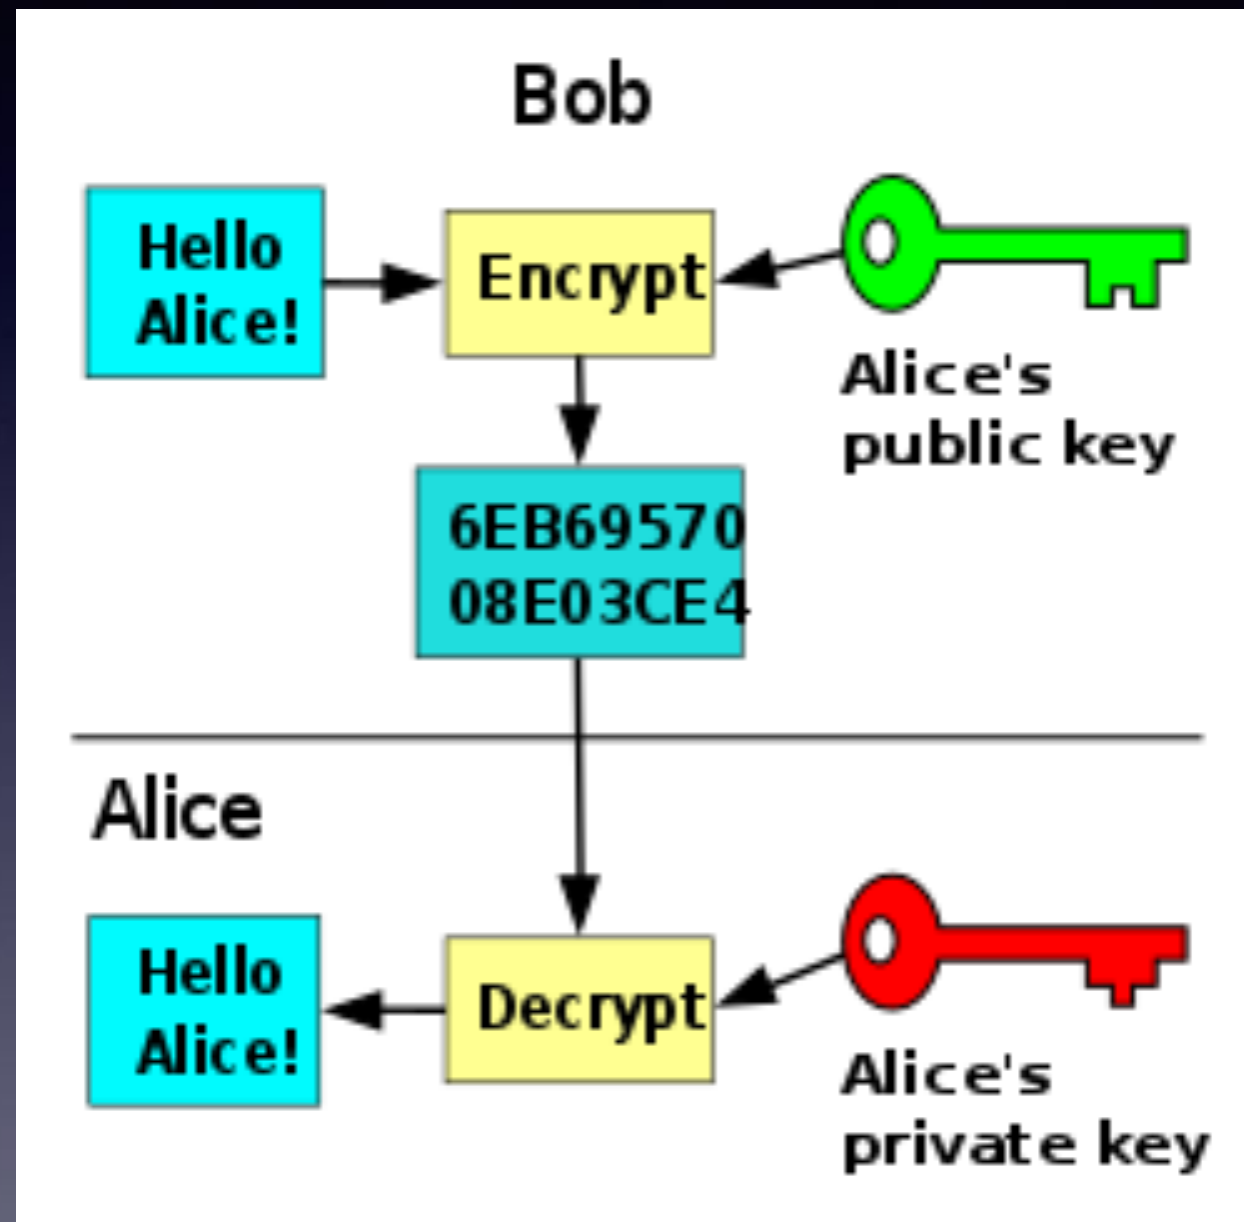 Bob
Hello
Alice!
Encrypt
Alice's
public key
6EB69570
08E03CE4
Alice
Hello
Alice!
Decrypt
Alice's
private key